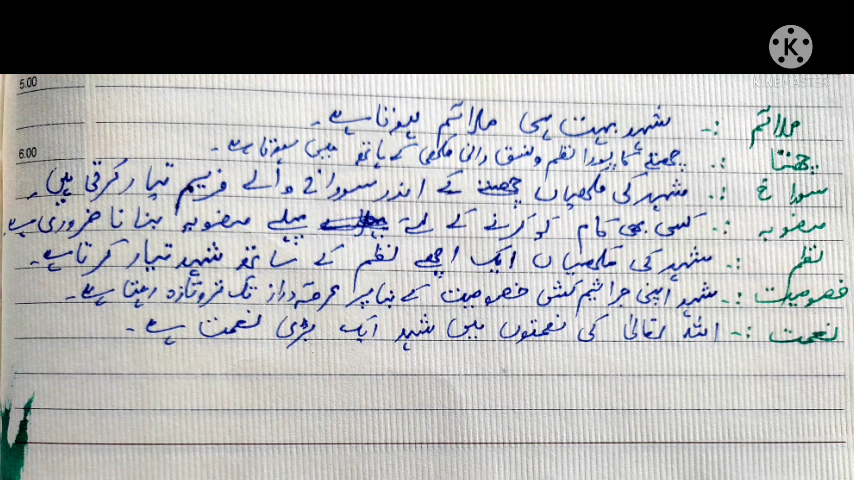 KINEMASTER
5.00
ملائم :۔ شہد بہت ہی ملائم ہوتا ہے۔
6.00
چھتّا :۔ چھتے کا پورا نظم ونسق رانی مکھی کے ہاتھ میں ہوتا ہے۔
سوراخ :۔ شہد کی مکھیاں چھتے کے اندر سوراخ والے فریم تیار کرتی ہیں۔
منصوبہ :۔ کسی بھی کام کو کرنے کے لئے پہلے منصوبہ بنانا ضروری ہے۔
نظم :۔ شہد کی مکھیاں ایک اچھے نظم کے ساتھ شہد تیار کرتا ہے۔
خصوصیت :۔ شہد اپنی جراثیم کش خصوصیت کے بنا پر عرصہ دراز تک تروتازہ رہتا ہے۔
نعمت :۔ اللہ تعالیٰ کی نعمتوں میں شہد ایک بڑی نعمت ہے۔